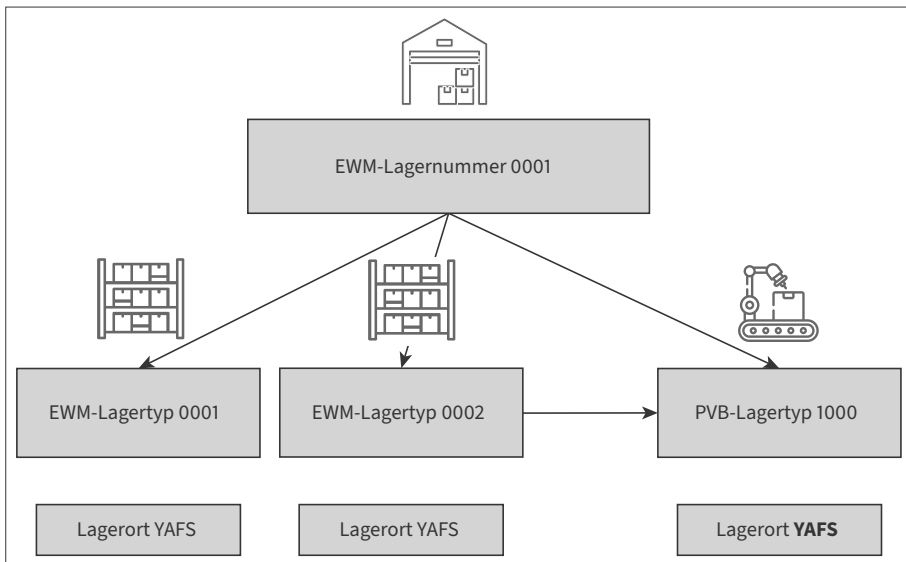 EWM-Lagernummer 0001
EWM-Lagertyp 0001
EWM-Lagertyp 0002
PVB-Lagertyp 1000
Lagerort YAFS
Lagerort YAFS
Lagerort YAFS